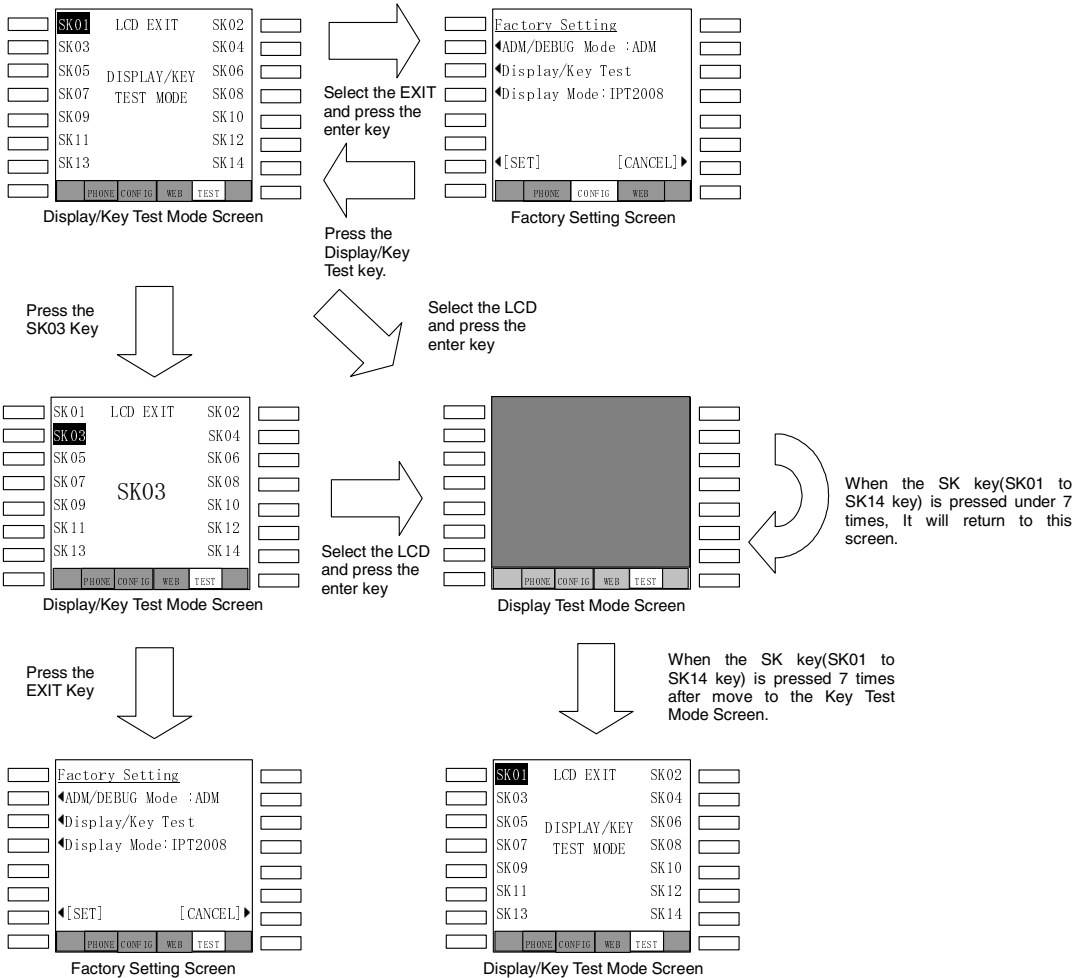 SK01 LCD EXIT SK02
SK03 SK04
SK05 DISPLAY/KEY SK06
SK07 TEST MODE SK08
SK09 SK10
SK11 SK12
SK13 SK14
PHONE CONFIG WEB TEST
Display/Key Test Mode Screen
Select the EXIT
and press the
enter key
Press the
Display/Key
Test key.
Factory Setting
ADM/DEBUG Mode :ADM
Display/Key Test
Display Mode:IPT2008
[SET] [CANCEL]
PHONE CONFIG WEB
Factory Setting Screen
Press the
SK03 Key
Select the LCD
and press the
enter key
SK01 LCD EXIT SK02
SK03 SK04
SK05 SK06
SK07 SK03 SK08
SK09 SK10
SK11 SK12
SK13 SK14
PHONE CONFIG WEB TEST
Display/Key Test Mode Screen
Select the LCD
and press the
enter key
PHONE CONFIG WEB TEST
Display Test Mode Screen
When the SK key(SK01 to
SK14 key) is pressed under 7
times, It will return to this
screen.
Press the
EXIT Key
When the SK key(SK01 to
SK14 key) is pressed 7 times
after move to the Key Test
Mode Screen.
Factory Setting
ADM/DEBUG Mode :ADM
Display/Key Test
Display Mode:IPT2008
[SET] [CANCEL]
PHONE CONFIG WEB TEST
Factory Setting Screen
SK01 LCD EXIT SK02
SK03 SK04
SK05 DISPLAY/KEY SK06
SK07 TEST MODE SK08
SK09 SK10
SK11 SK12
SK13 SK14
PHONE CONFIG WEB TEST
Display/Key Test Mode Screen